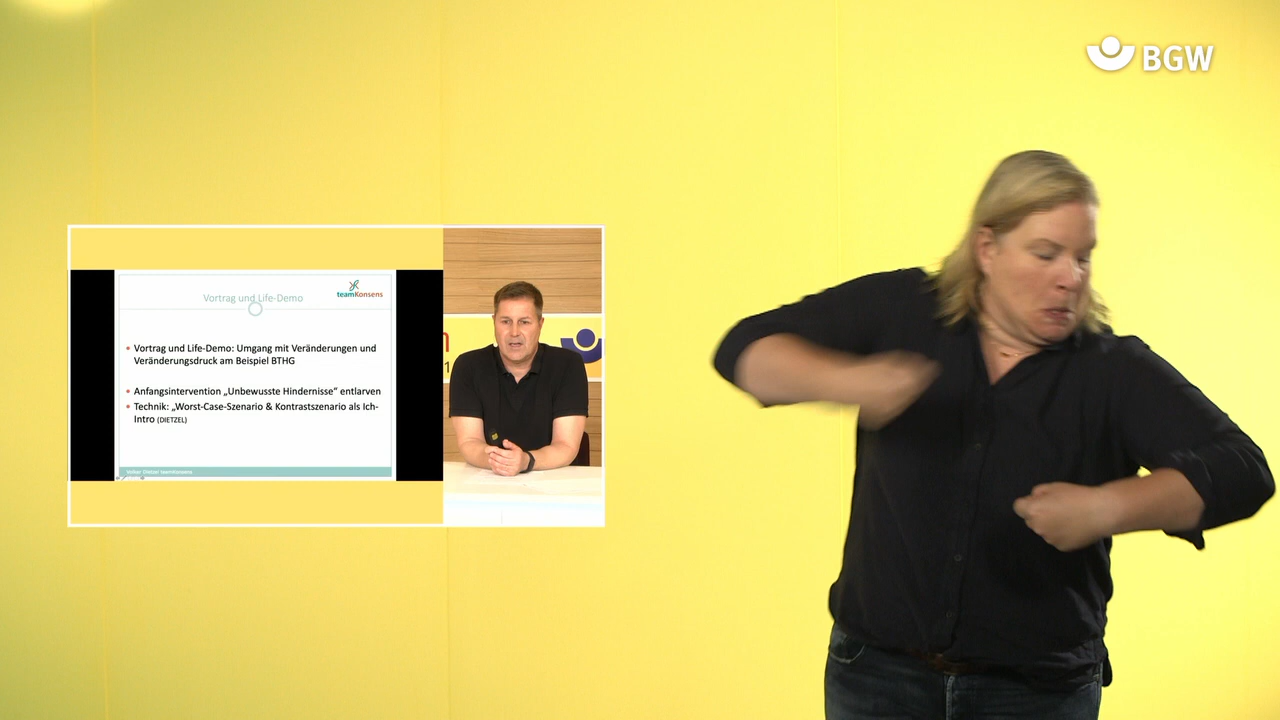 BGW
teamKonsens
Vortrag und Life-Demo
• Vortrag und Life-Demo: Umgang mit Veränderungen und
Veränderungsdruck am Beispiel BTHG
• Anfangsintervention „Unbewusste Hindernisse“ entlarven
• Technik: „Worst-Case-Szenario & Kontrastszenario als Ich-
Intro (DIETZEL)
Volker Dietzel teamKonsens